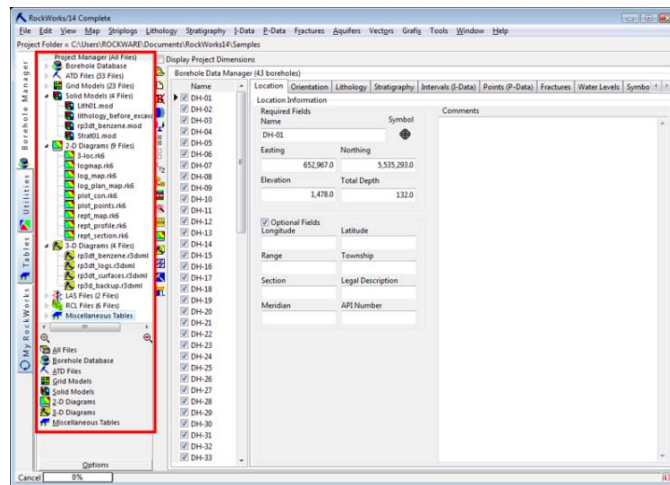 RockWorks/14 Complete
File Edit View Map Striplogs Lithology Stratigraphy I-Data P-Data Fractures Aquifers Vectors Grafix Tools Window Help
Project Folder = C:\Users\ROCKWARE\Documents\RockWorks14\Samples
Project Manager (All Files)
Borehole Database
ATD Files (33 Files)
Grid Models (23 Files)
Solid Models (4 Files)
Lith01.mod
lithology_before_excav
rp3dt_benzene.mod
Strat01.mod
2-D Diagrams (9 Files)
3-loc.rk6
logmap.rk6
log_map.rk6
log_plan_map.rk6
plot_con.rk6
plot_points.rk6
rept_map.rk6
rept_profile.rk6
rept_section.rk6
3-D Diagrams (4 Files)
rp3dt_benzene.r3dxml
rp3dt_logs.r3dxml
rp3dt_surfaces.r3dxml
rp3d_backup.r3dxml
LAS Files (2 Files)
RCL Files (6 Files)
Miscellaneous Tables
All Files
Borehole Database
ATD Files
Grid Models
Solid Models
2-D Diagrams
3-D Diagrams
Miscellaneous Tables
Options
Cancel 0%
Borehole Manager
Utilities
Tables
My RockWorks
Display Project Dimensions
Borehole Data Manager (43 boreholes)
Name
DH-01
DH-02
DH-03
DH-04
DH-05
DH-06
DH-07
DH-08
DH-09
DH-10
DH-11
DH-12
DH-13
DH-14
DH-15
DH-16
DH-17
DH-18
DH-19
DH-20
DH-21
DH-22
DH-23
DH-24
DH-25
DH-26
DH-27
DH-28
DH-29
DH-30
DH-31
DH-32
DH-33
Location Orientation Lithology Stratigraphy Intervals (I-Data) Points (P-Data) Fractures Water Levels Symbo
Location Information
Required Fields
Name Symbol
DH-01
Easting Northing
652,967.0 5,535,293.0
Elevation Total Depth
1,478.0 132.0
Optional Fields
Longitude Latitude
Range Township
Section Legal Description
Meridian API Number
Comments